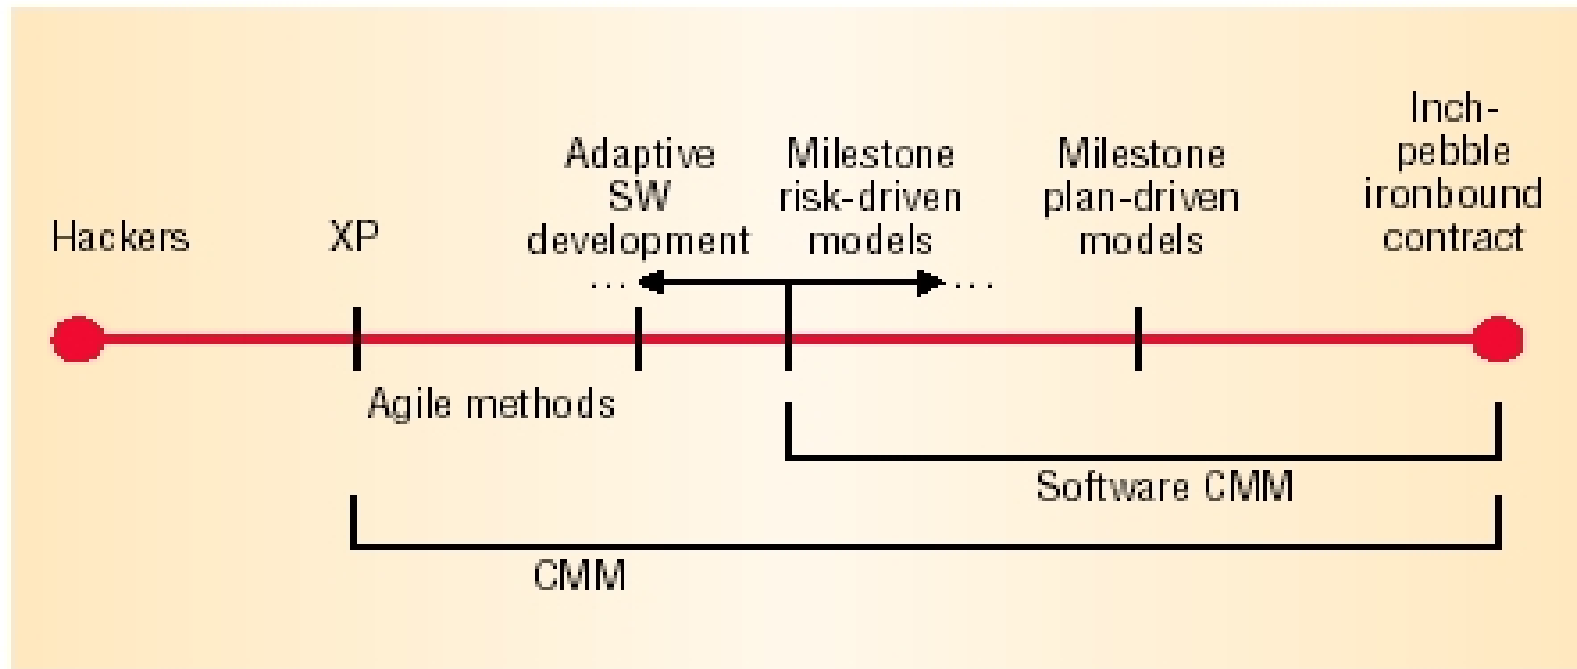 Hackers
XP
Adaptive
SW
development
Milestone
risk-driven
models
Milestone
plan-driven
models
Inch-
pebble
ironbound
contract
...
...
Agile methods
Software CMM
CMM